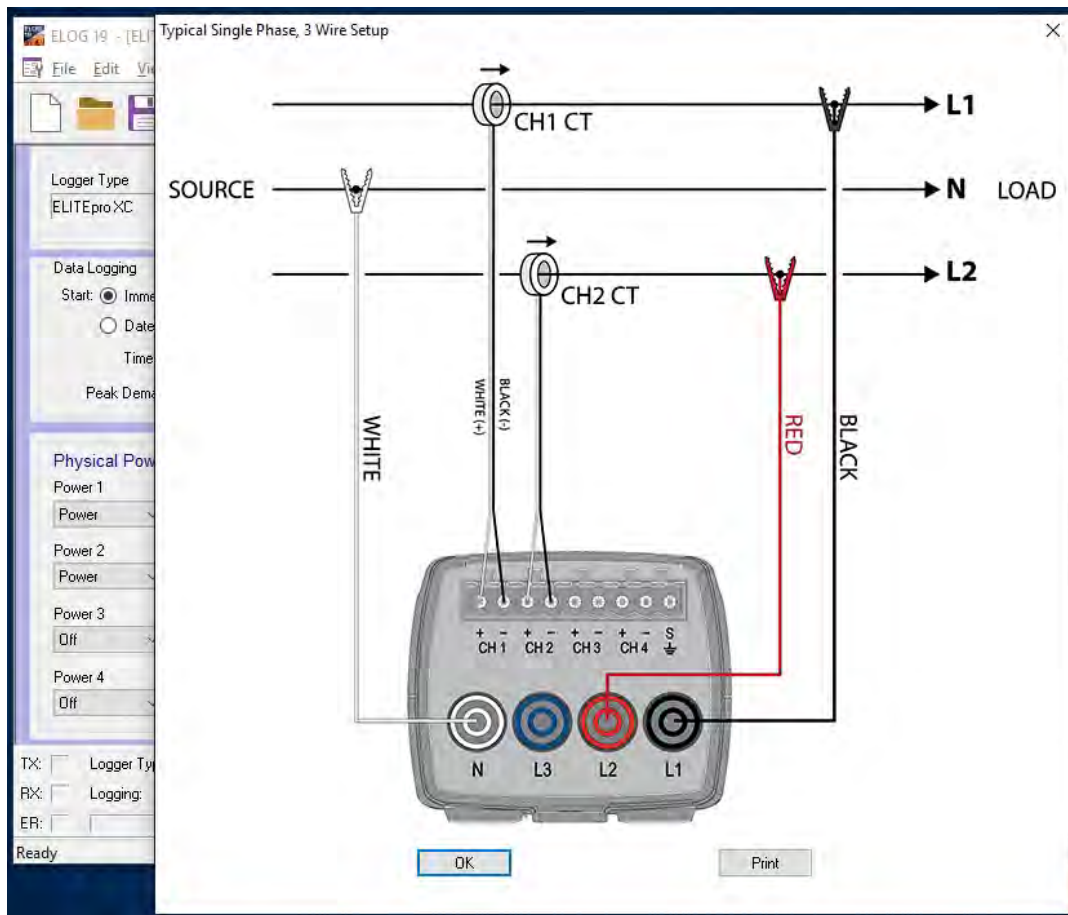 ELOG 19 - [ELIT
Typical Single Phase, 3 Wire Setup
File Edit Vi
CH1 CT
L1
Logger Type
ELITEpro XC
SOURCE
N
LOAD
Data Logging
Start: Imme
Date
Time
Peak Dema
CH2 CT
L2
WHITE (+)
BLACK (-)
WHITE
RED
BLACK
Physical Pow
Power 1
Power
Power 2
Power
Power 3
Off
Power 4
Off
+ - + - + - + - S
CH 1 CH 2 CH 3 CH 4
N L3 L2 L1
TX: Logger Typ
RX: Logging:
ER:
Ready
OK
Print